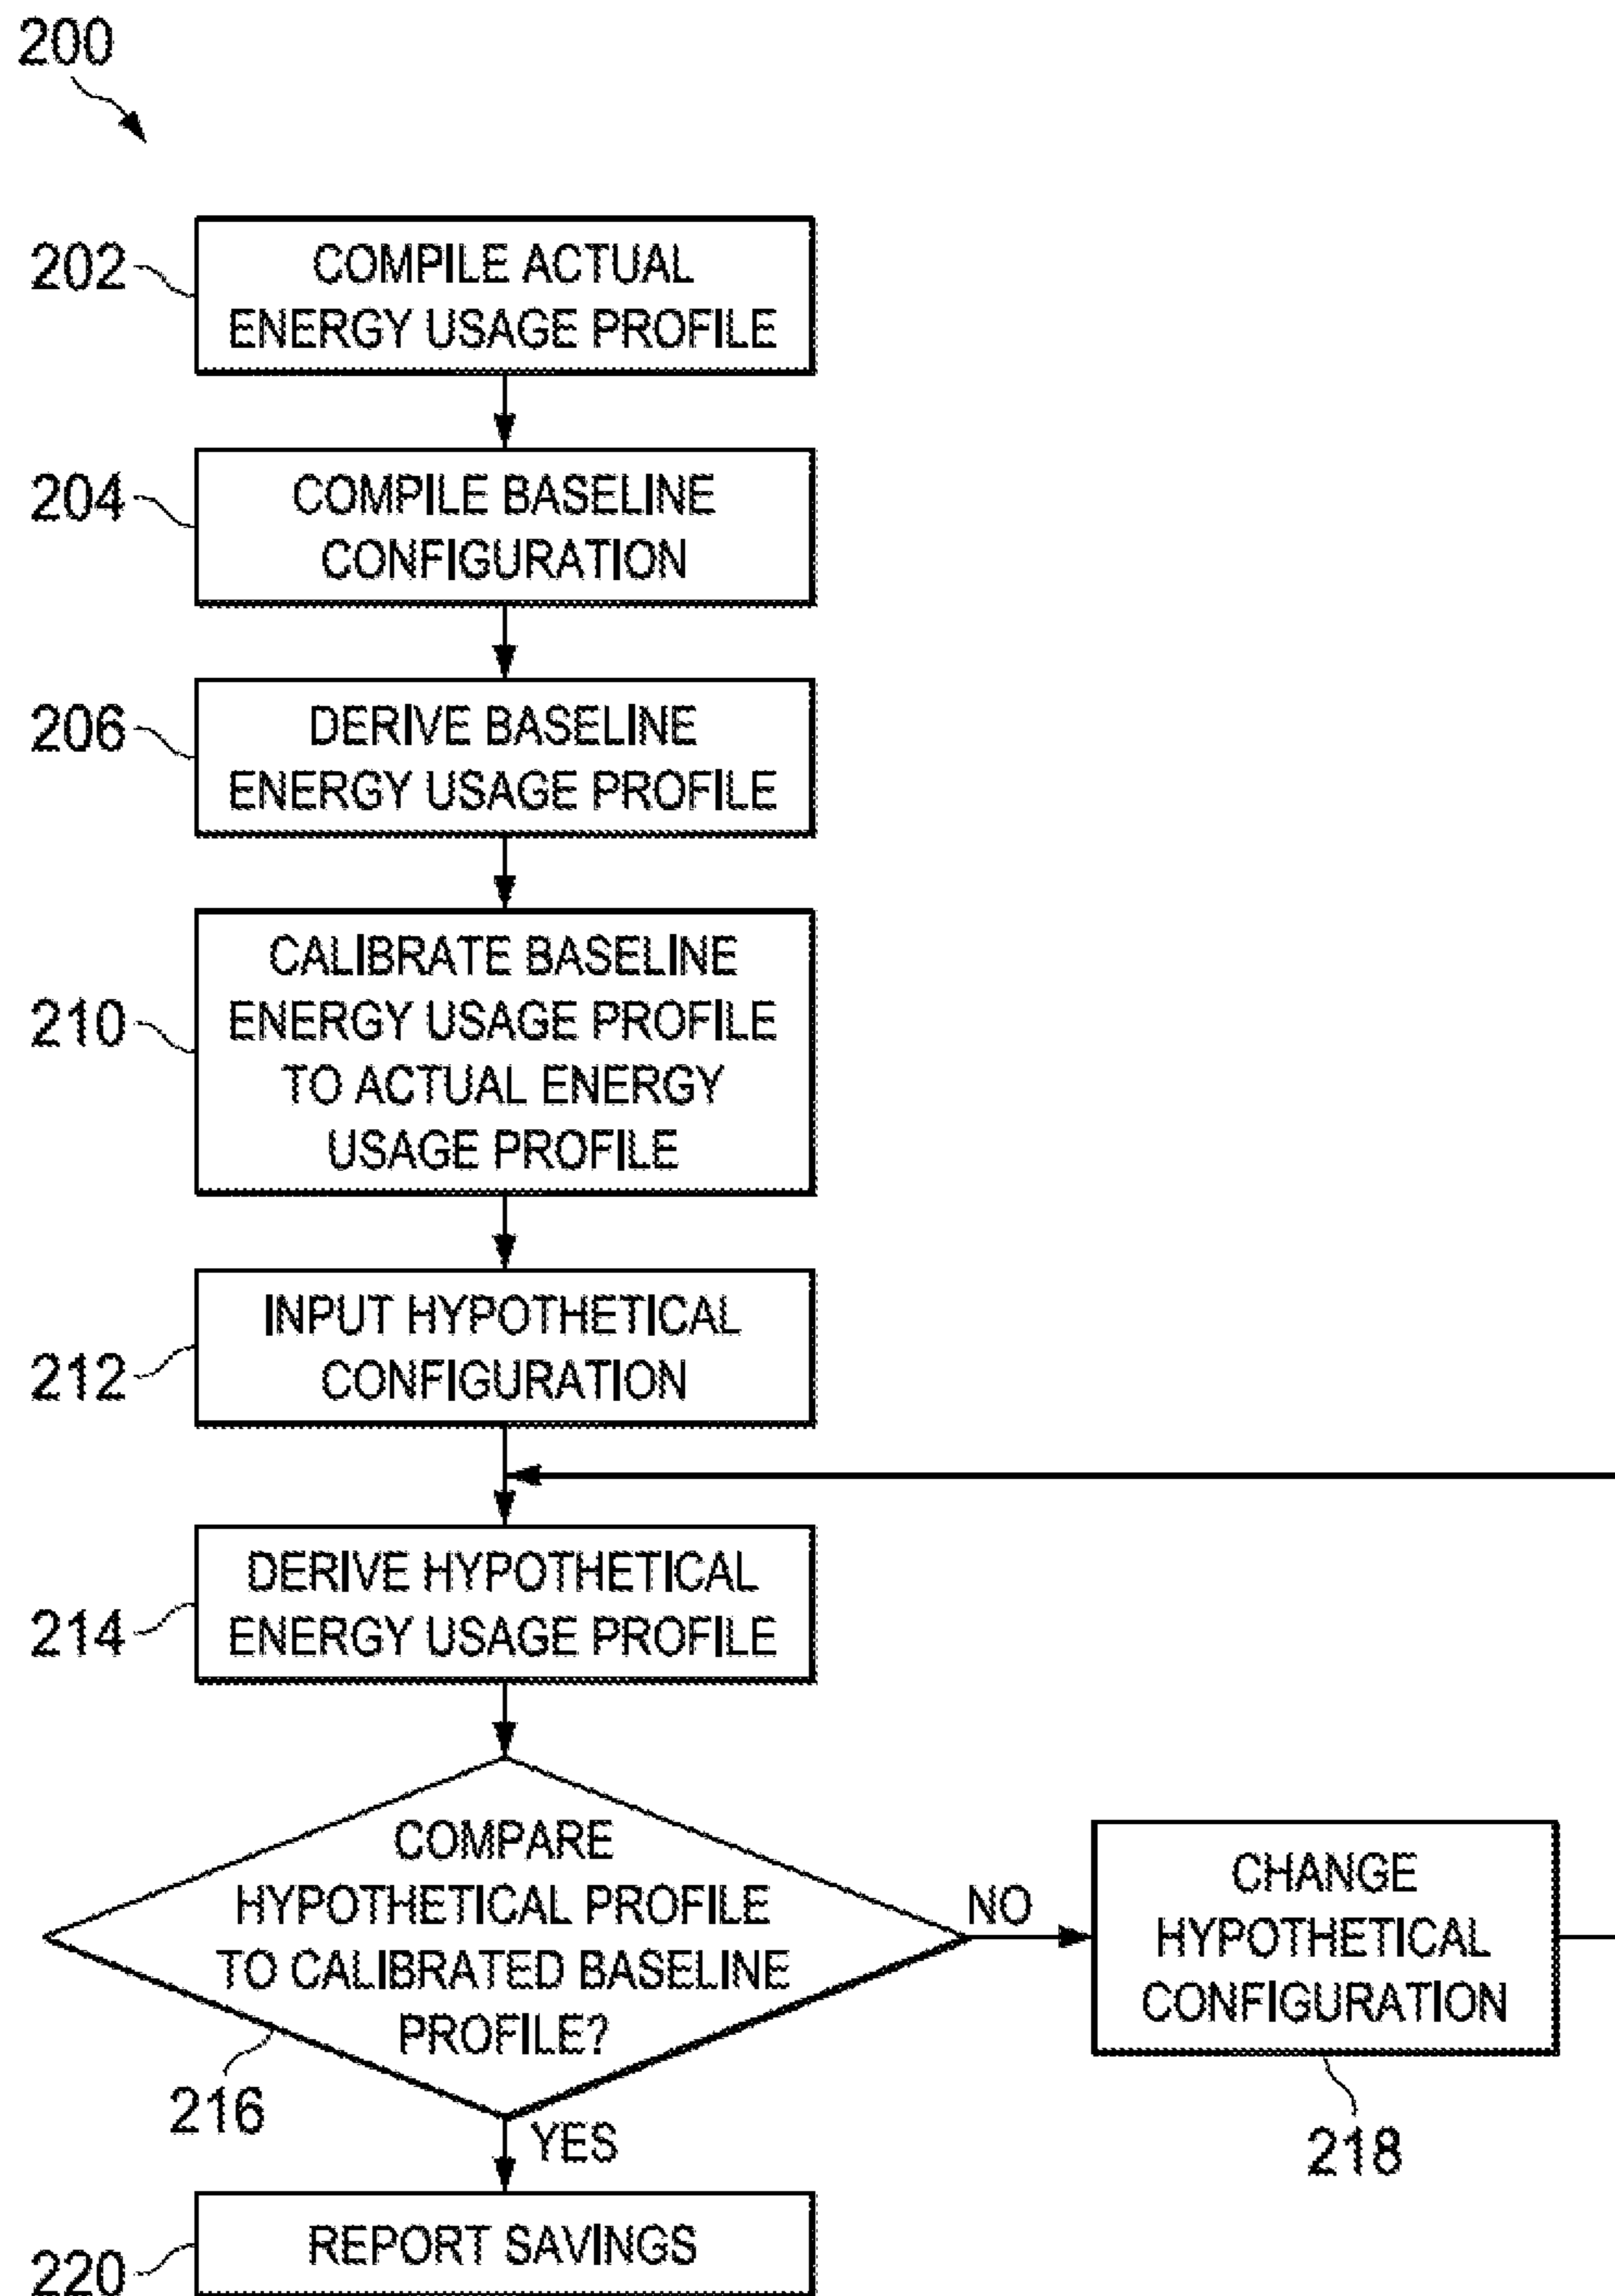 200
202
COMPILE ACTUAL
ENERGY USAGE PROFILE
204
COMPILE BASELINE
CONFIGURATION
206
DERIVE BASELINE
ENERGY USAGE PROFILE
210
CALIBRATE BASELINE
ENERGY USAGE PROFILE
TO ACTUAL ENERGY
USAGE PROFILE
212
INPUT HYPOTHETICAL
CONFIGURATION
214
DERIVE HYPOTHETICAL
ENERGY USAGE PROFILE
COMPARE
HYPOTHETICAL PROFILE
TO CALIBRATED BASELINE
PROFILE?
216
NO
CHANGE
HYPOTHETICAL
CONFIGURATION
218
YES
220
REPORT SAVINGS